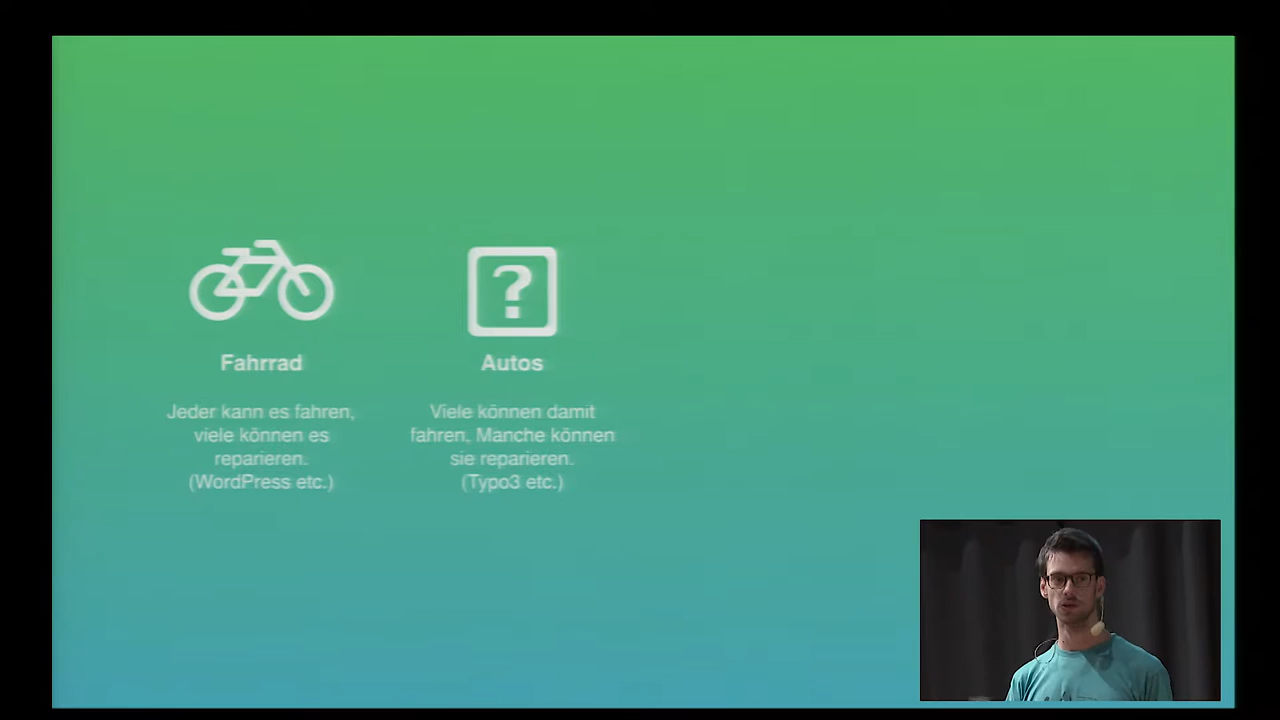 ?
Fahrrad
Jeder kann es fahren,
viele können es
reparieren.
(WordPress etc.)
Autos
Viele können damit
fahren, Manche können
sie reparieren.
(Typo3 etc.)